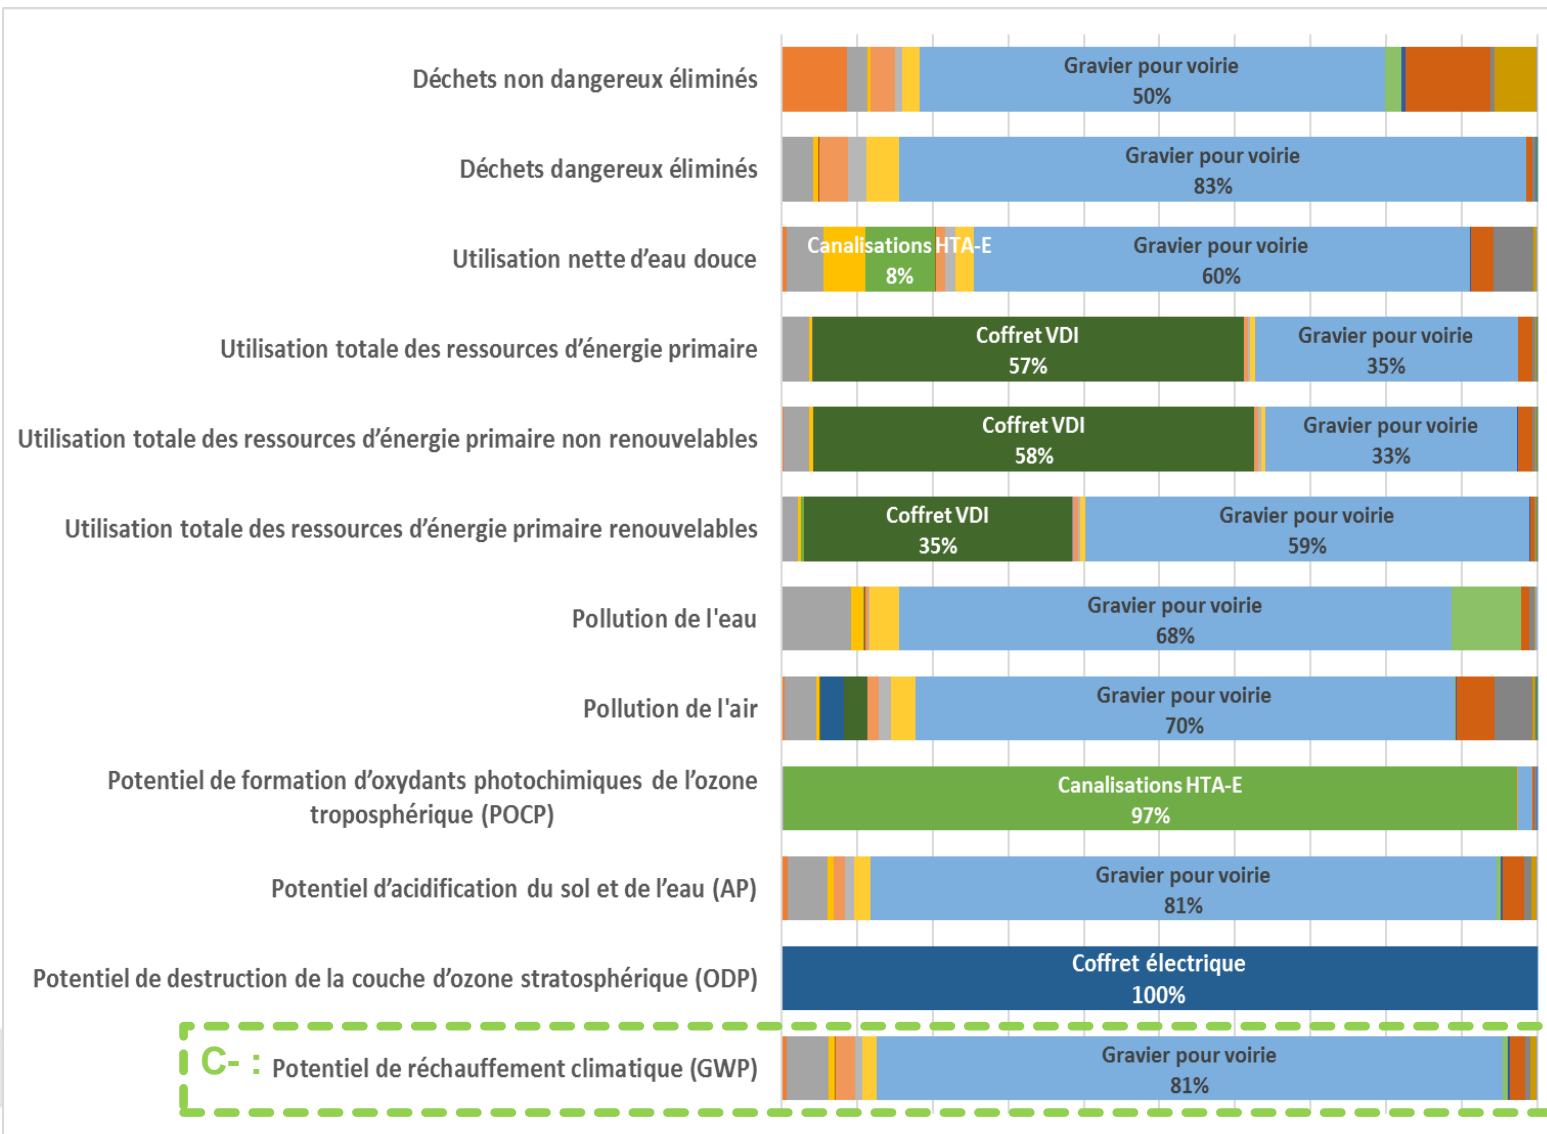 Déchets non dangereux éliminés
Gravier pour voirie
50%
Déchets dangereux éliminés
Gravier pour voirie
83%
Utilisation nette d’eau douce
Canalisations HTA-E
8%
Gravier pour voirie
60%
Utilisation totale des ressources d’énergie primaire
Coffret VDI
57%
Gravier pour voirie
35%
Utilisation totale des ressources d’énergie primaire non renouvelables
Coffret VDI
58%
Gravier pour voirie
33%
Utilisation totale des ressources d’énergie primaire renouvelables
Coffret VDI
35%
Gravier pour voirie
59%
Pollution de l'eau
Gravier pour voirie
68%
Pollution de l'air
Gravier pour voirie
70%
Potentiel de formation d’oxydants photochimiques de l’ozone
troposphérique (POCP)
Canalisations HTA-E
97%
Potentiel d’acidification du sol et de l’eau (AP)
Gravier pour voirie
81%
Potentiel de destruction de la couche d’ozone stratosphérique (ODP)
Coffret électrique
100%
C- : Potentiel de réchauffement climatique (GWP)
Gravier pour voirie
81%